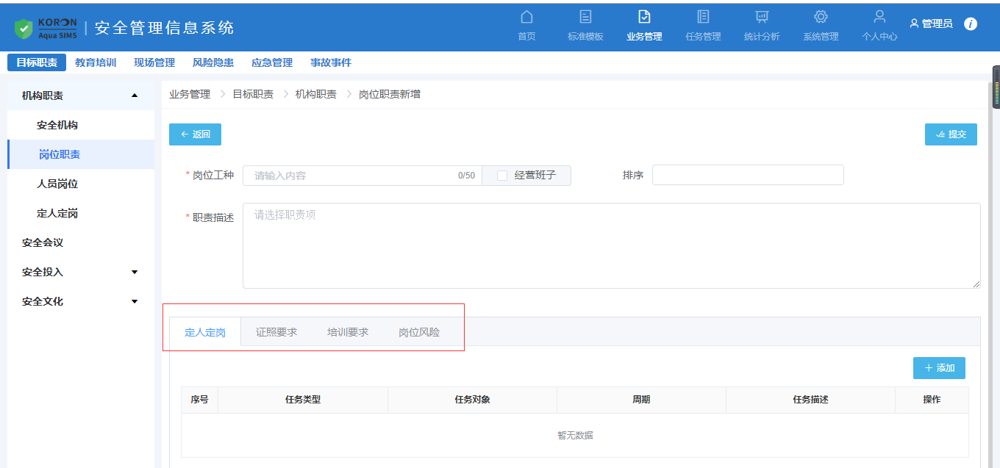 KORON
Aqua SIMS
安全管理信息系统
首页
标准模板
业务管理
任务管理
统计分析
系统管理
个人中心
管理员
i
目标职责 教育培训 现场管理 风险隐患 应急管理 事故事件
机构职责
安全机构
岗位职责
人员岗位
定人定岗
安全会议
安全投入
安全文化
业务管理 > 目标职责 > 机构职责 > 岗位职责新增
← 返回
提交
* 岗位工种 请输入内容 0/50 经营班子 排序
* 职责描述 请选择职责项
定人定岗 证照要求 培训要求 岗位风险
+ 添加
序号 任务类型 任务对象 周期 任务描述 操作
暂无数据